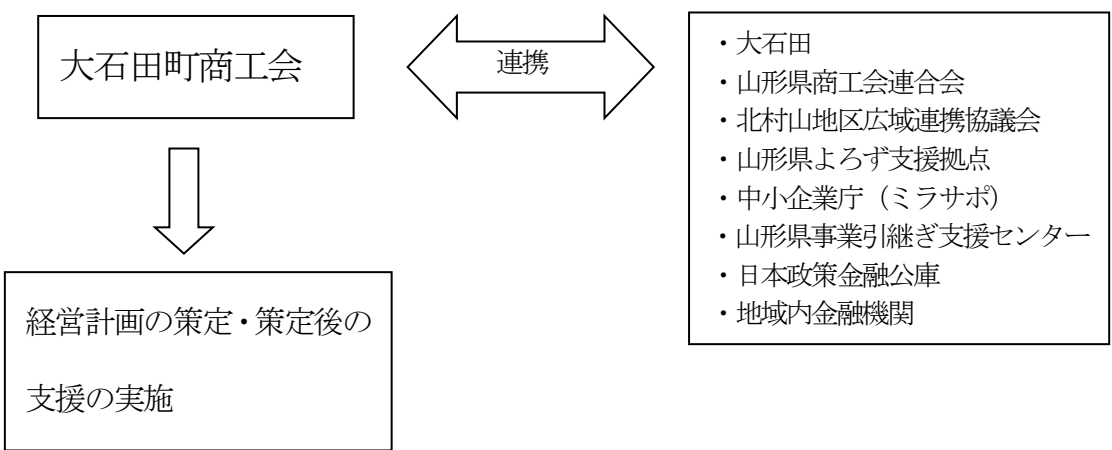 大石田町商工会
連携
・大石田
・山形県商工会連合会
・北村山地区広域連携協議会
・山形県よろず支援拠点
・中小企業庁（ミラサポ）
・山形県事業引継ぎ支援センター
・日本政策金融公庫
・地域内金融機関
経営計画の策定・策定後の
支援の実施